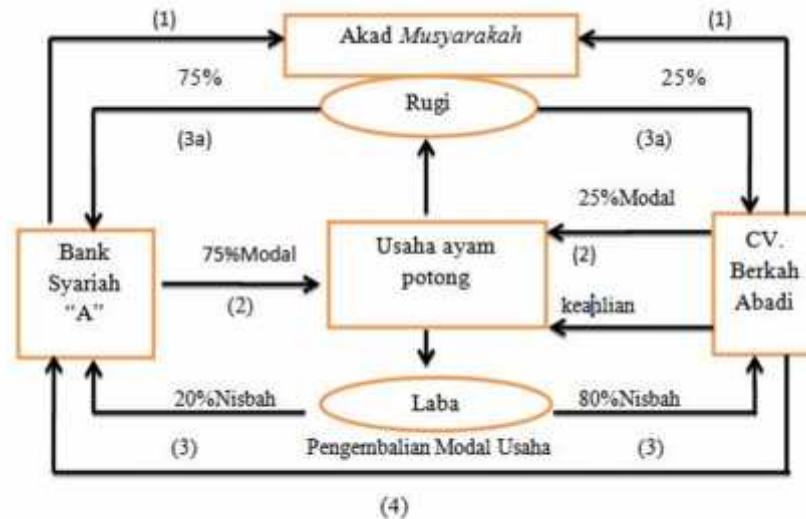 (1)
Akad Musyarakah
(1)
75%
25%
Rugi
(3a)
(3a)
25%Modal
Bank
Syariah
“A”
75%Modal
(2)
Usaha ayam
potong
(2)
CV.
Berkah
Abadi
keahlian
20%Nisbah
Laba
80%Nisbah
(3)
Pengembalian Modal Usaha
(3)
(4)